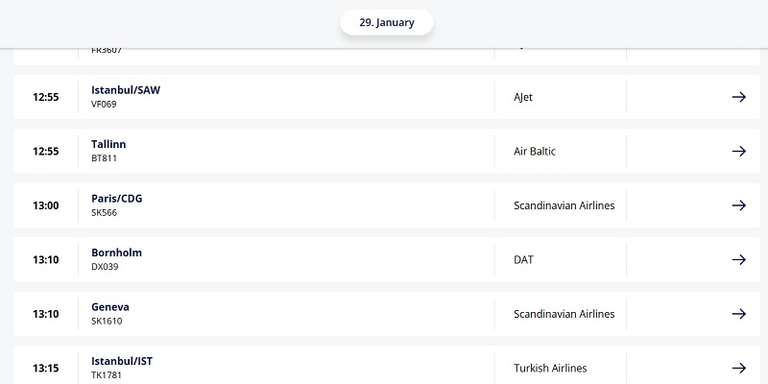 29. January
FR3607
12:55
Istanbul/SAW
VF069
AJet
12:55
Tallinn
BT811
Air Baltic
13:00
Paris/CDG
SK566
Scandinavian Airlines
13:10
Bornholm
DX039
DAT
13:10
Geneva
SK1610
Scandinavian Airlines
13:15
Istanbul/IST
TK1781
Turkish Airlines